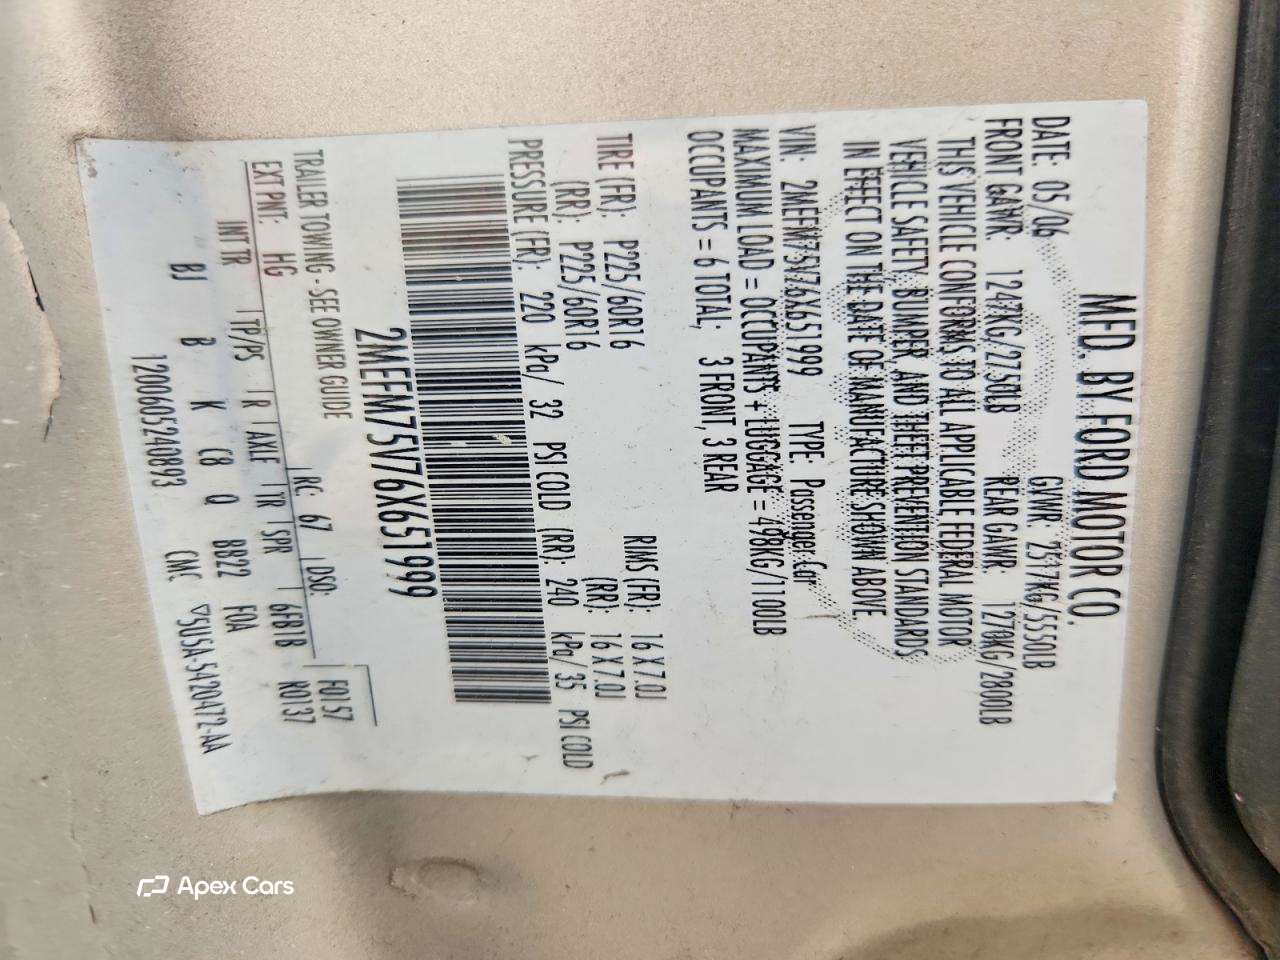 MFD. BY FORD MOTOR CO.
DATE: 05/06 GVWR: 2517KG/5550LB
FRONT GAWR: 1247KG/2750LB REAR GAWR: 1270KG/2800LB
THIS VEHICLE CONFORMS TO ALL APPLICABLE FEDERAL MOTOR
VEHICLE SAFETY, BUMPER, AND THEFT PREVENTION STANDARDS
IN EFFECT ON THE DATE OF MANUFACTURE SHOWN ABOVE.
VIN: 2MEFM75V76X651999 TYPE: Passenger Car
MAXIMUM LOAD = OCCUPANTS + LUGGAGE = 498KG/1100LB
OCCUPANTS = 6 TOTAL; 3 FRONT, 3 REAR
TIRE (FR): P225/60R16 RIMS (FR): 16 X 7.0J
(RR): P225/60R16 (RR): 16 X 7.0J
PRESSURE (FR): 220 kPa/ 32 PSI COLD (RR): 240 kPa/ 35 PSI COLD
2MEFM75V76X651999
TRAILER TOWING - SEE OWNER GUIDE RC: 67 DSO: F0157
EXT PNT: HG R0137
INT TR TP/PS R AXLE TR SPR 6FB1B
BJ B K C8 Q BB22 F0A
120060524089 3 CMC ▽5U5A-5420472-AA
Apex Cars